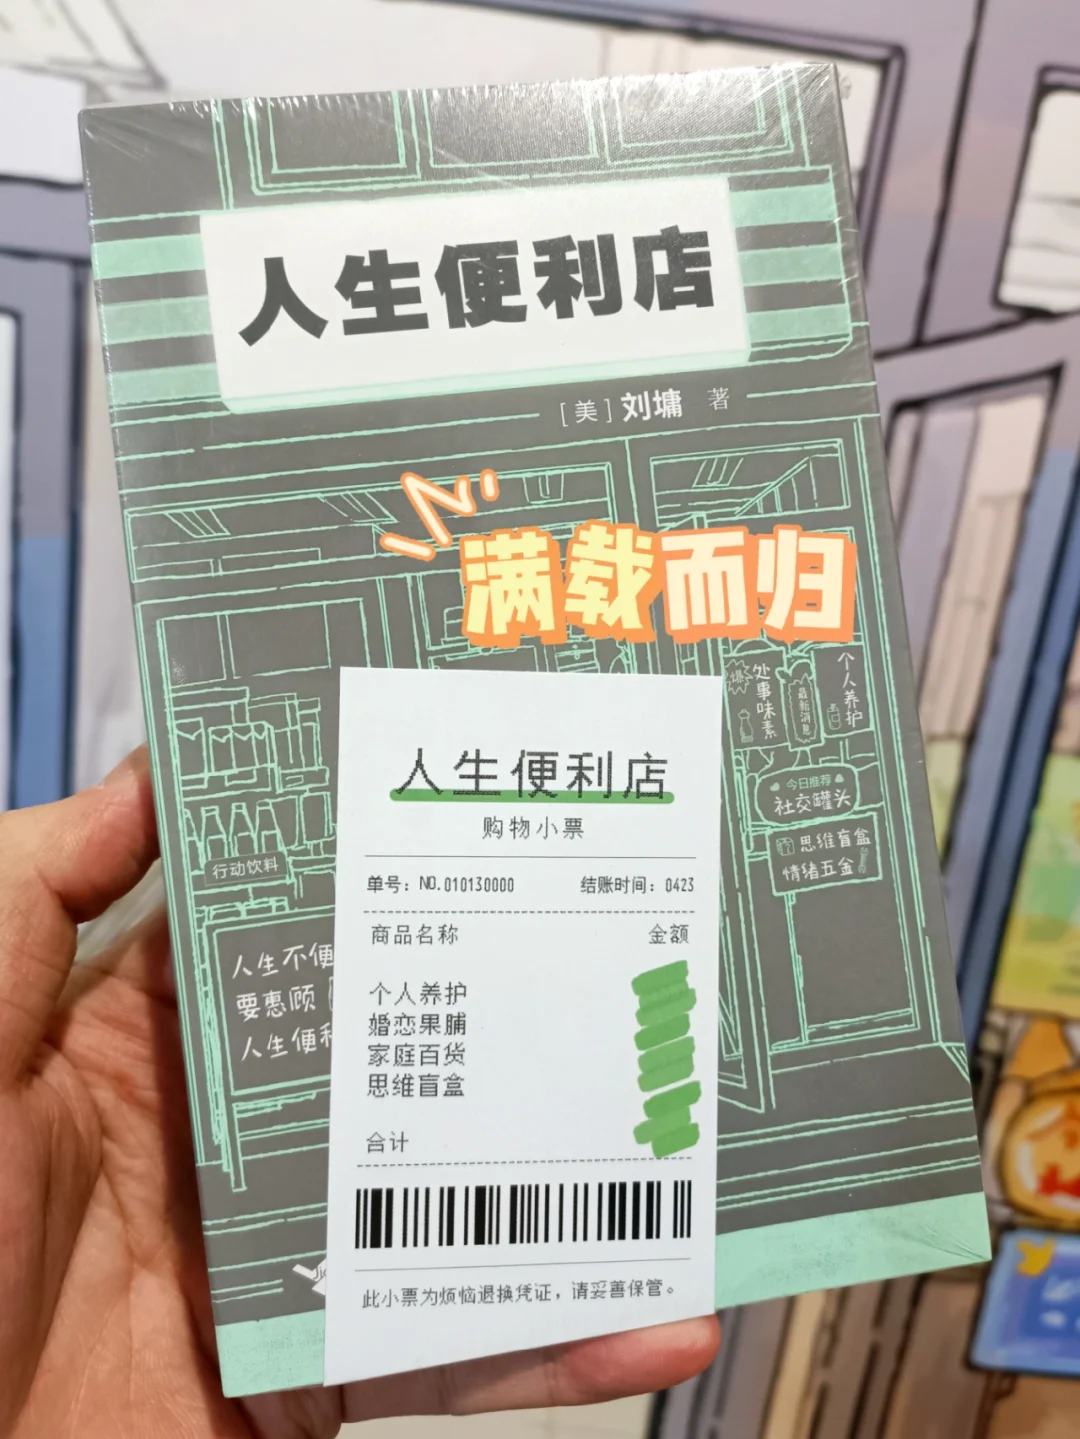 人生便利店
[美]刘墉 著
满载而归
处事味素
最新消息
个人养护
今日推荐
社交罐头
思维盲盒
情绪五金
行动饮料
人生不便
要惠顾
人生便利
人生便利店
购物小票
单号：NO.010130000 结账时间：0423
商品名称 金额
个人养护
婚恋果脯
家庭百货
思维盲盒
合计
此小票为烦恼退换凭证，请妥善保管。